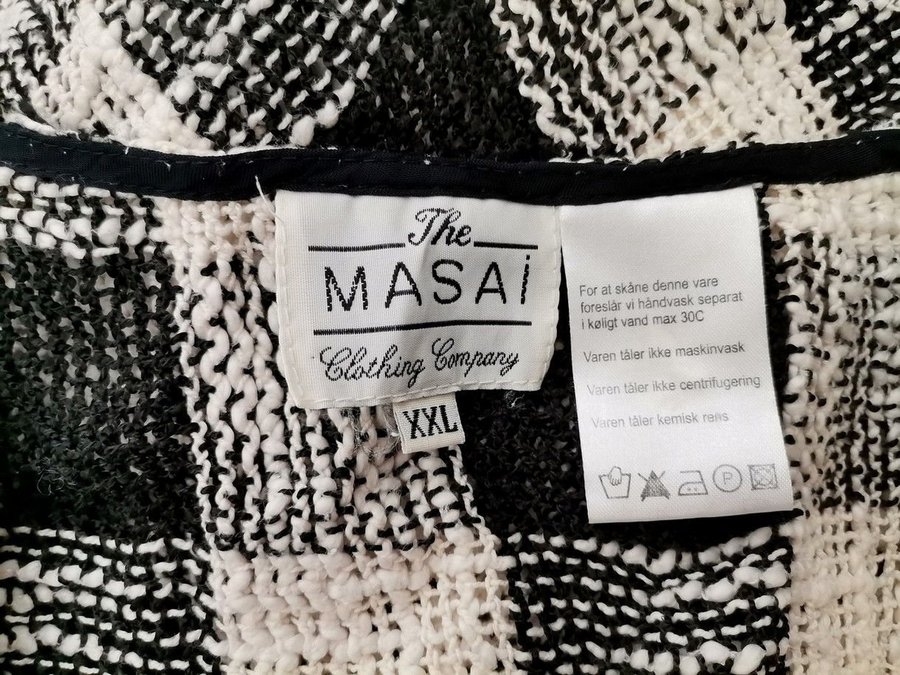 The
MASAi
Clothing Company
XXL
For at skåne denne vare
foreslår vi håndvask separat
i køligt vand max 30C
Varen tåler ikke maskinvask
Varen tåler ikke centrifugering
Varen tåler kemisk rens
P